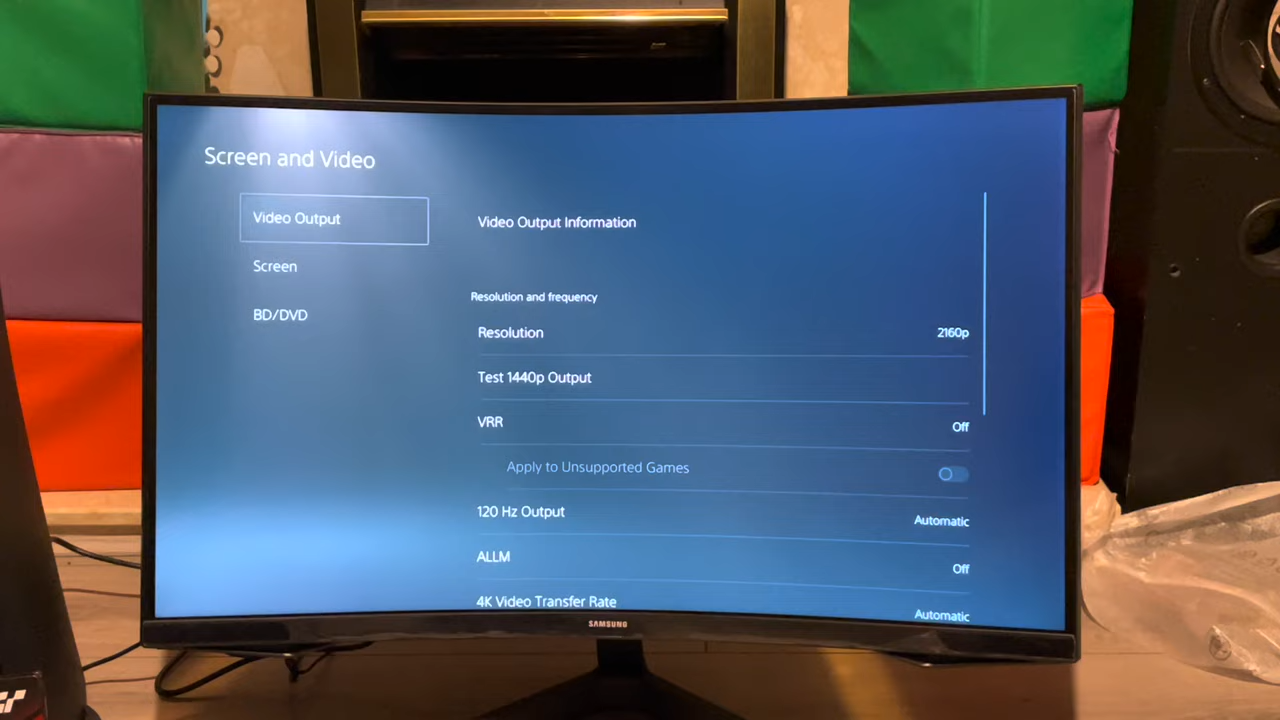 Screen and Video
Video Output
Screen
BD/DVD
Video Output Information
Resolution and frequency
Resolution 2160p
Test 1440p Output
VRR Off
Apply to Unsupported Games
120 Hz Output Automatic
ALLM Off
4K Video Transfer Rate Automatic
SAMSUNG